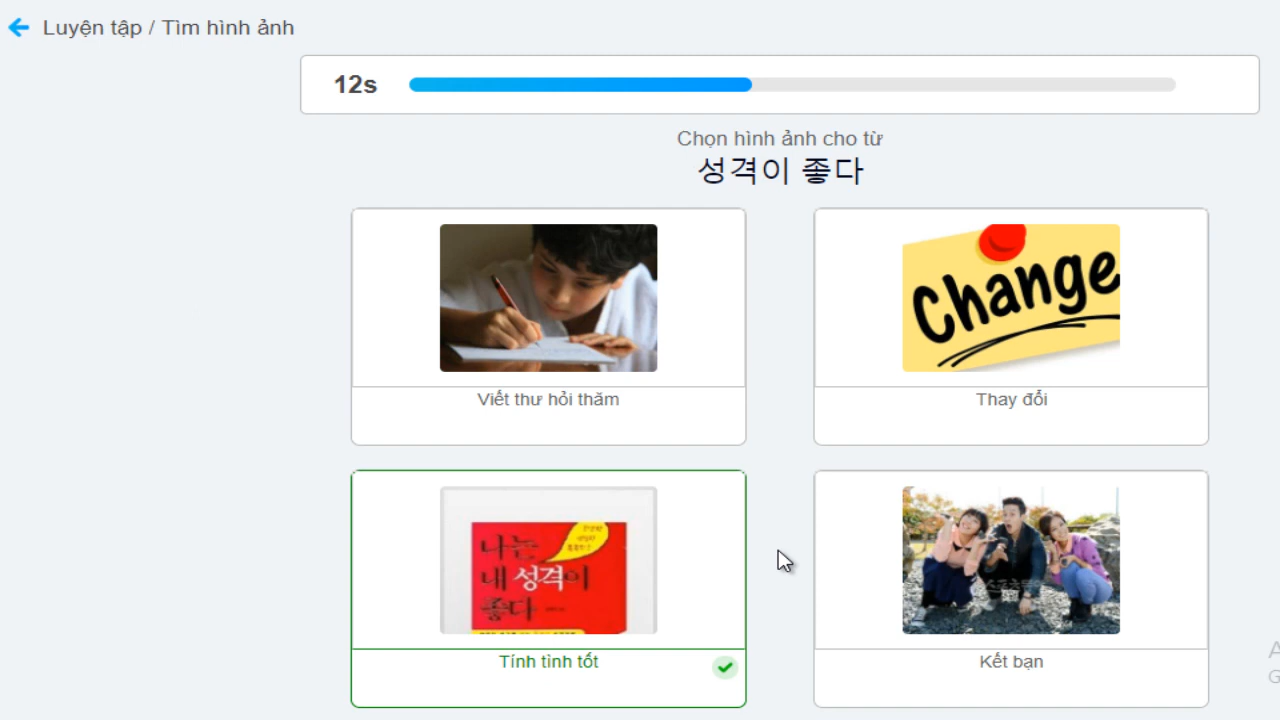 Luyện tập / Tìm hình ảnh
12s
Chọn hình ảnh cho từ
성격이 좋다
Change
Viết thư hỏi thăm
Thay đổi
나는
내 성격이
좋다
Tính tình tốt
Kết bạn